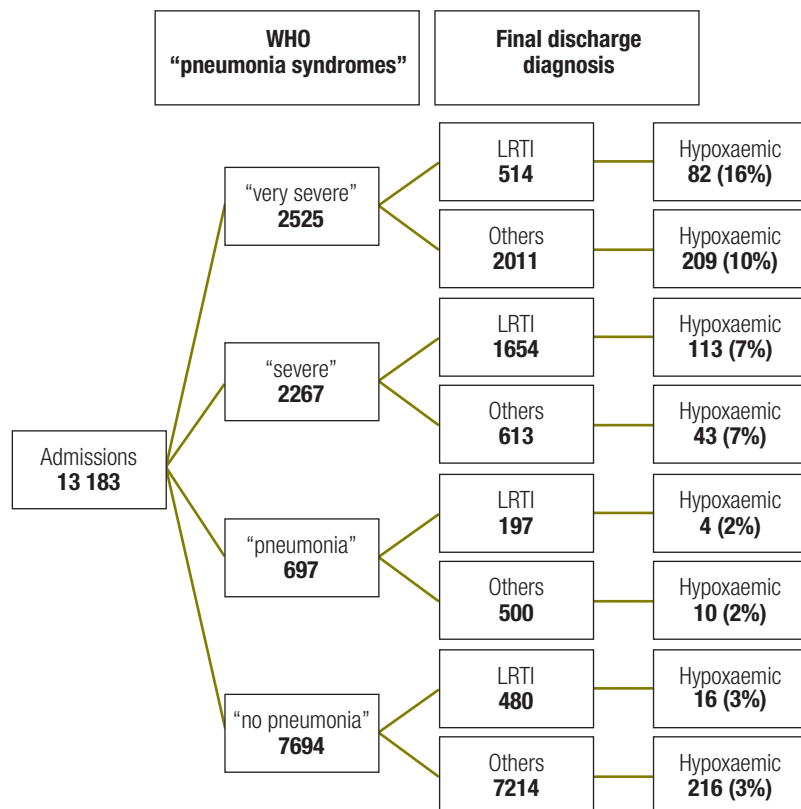 WHO
“pneumonia syndromes”
Final discharge
diagnosis
Admissions
13 183
“very severe”
2525
LRTI
514
Hypoxaemic
82 (16%)
Others
2011
Hypoxaemic
209 (10%)
“severe”
2267
LRTI
1654
Hypoxaemic
113 (7%)
Others
613
Hypoxaemic
43 (7%)
“pneumonia”
697
LRTI
197
Hypoxaemic
4 (2%)
Others
500
Hypoxaemic
10 (2%)
“no pneumonia”
7694
LRTI
480
Hypoxaemic
16 (3%)
Others
7214
Hypoxaemic
216 (3%)